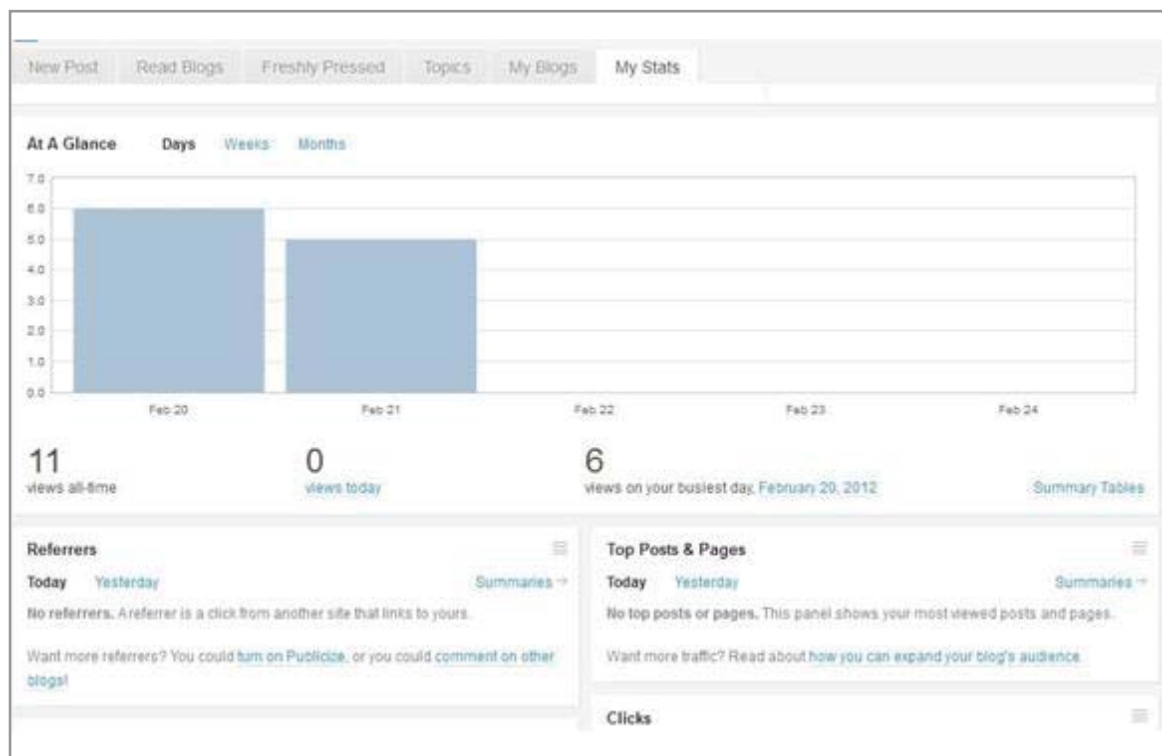 New Post Read Blogs Freshly Pressed Topics My Blogs My Stats
At A Glance Days Weeks Months
7.0
6.0
5.0
4.0
3.0
2.0
1.0
0.0
Feb 20 Feb 21 Feb 22 Feb 23 Feb 24
11 0 6
views all-time views today views on your busiest day, February 20, 2012 Summary Tables
Referrers
Today Yesterday Summaries →
No referrers. A referrer is a click from another site that links to yours.
Want more referrers? You could turn on Publicize, or you could comment on other
blogs!
Top Posts & Pages
Today Yesterday Summaries →
No top posts or pages. This panel shows your most viewed posts and pages.
Want more traffic? Read about how you can expand your blog's audience.
Clicks